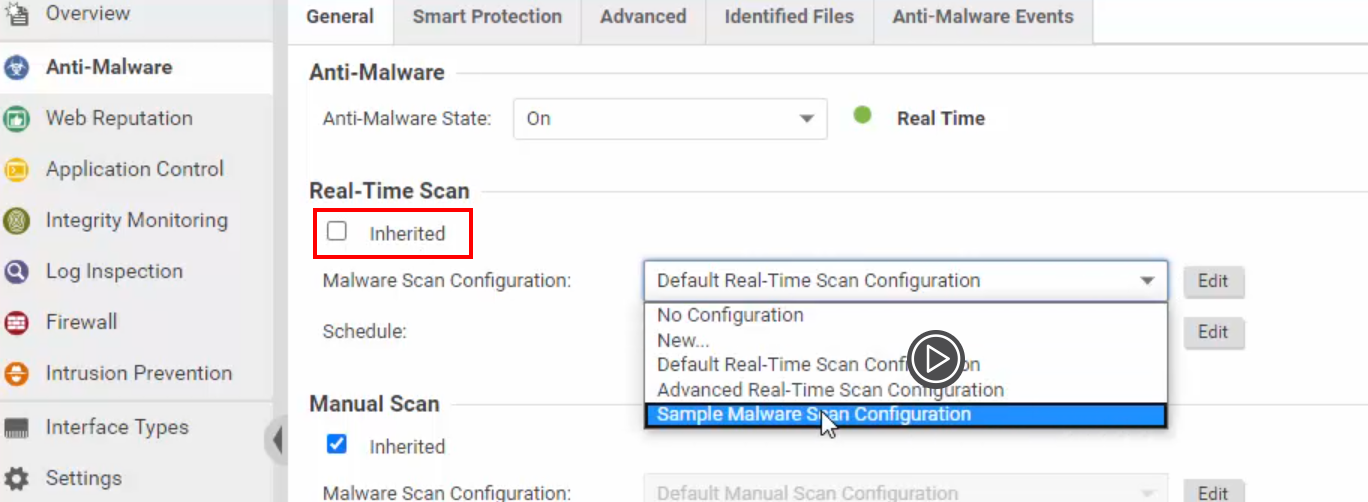 Overview
Anti-Malware
Web Reputation
Application Control
Integrity Monitoring
Log Inspection
Firewall
Intrusion Prevention
Interface Types
Settings
General Smart Protection Advanced Identified Files Anti-Malware Events
Anti-Malware
Anti-Malware State: On Real Time
Real-Time Scan
Inherited
Malware Scan Configuration: Default Real-Time Scan Configuration Edit
No Configuration
Schedule: Edit
New...
Default Real-Time Scan Configuration
Advanced Real-Time Scan Configuration
Sample Malware Scan Configuration
Manual Scan
Inherited
Malware Scan Configuration: Default Manual Scan Configuration Edit